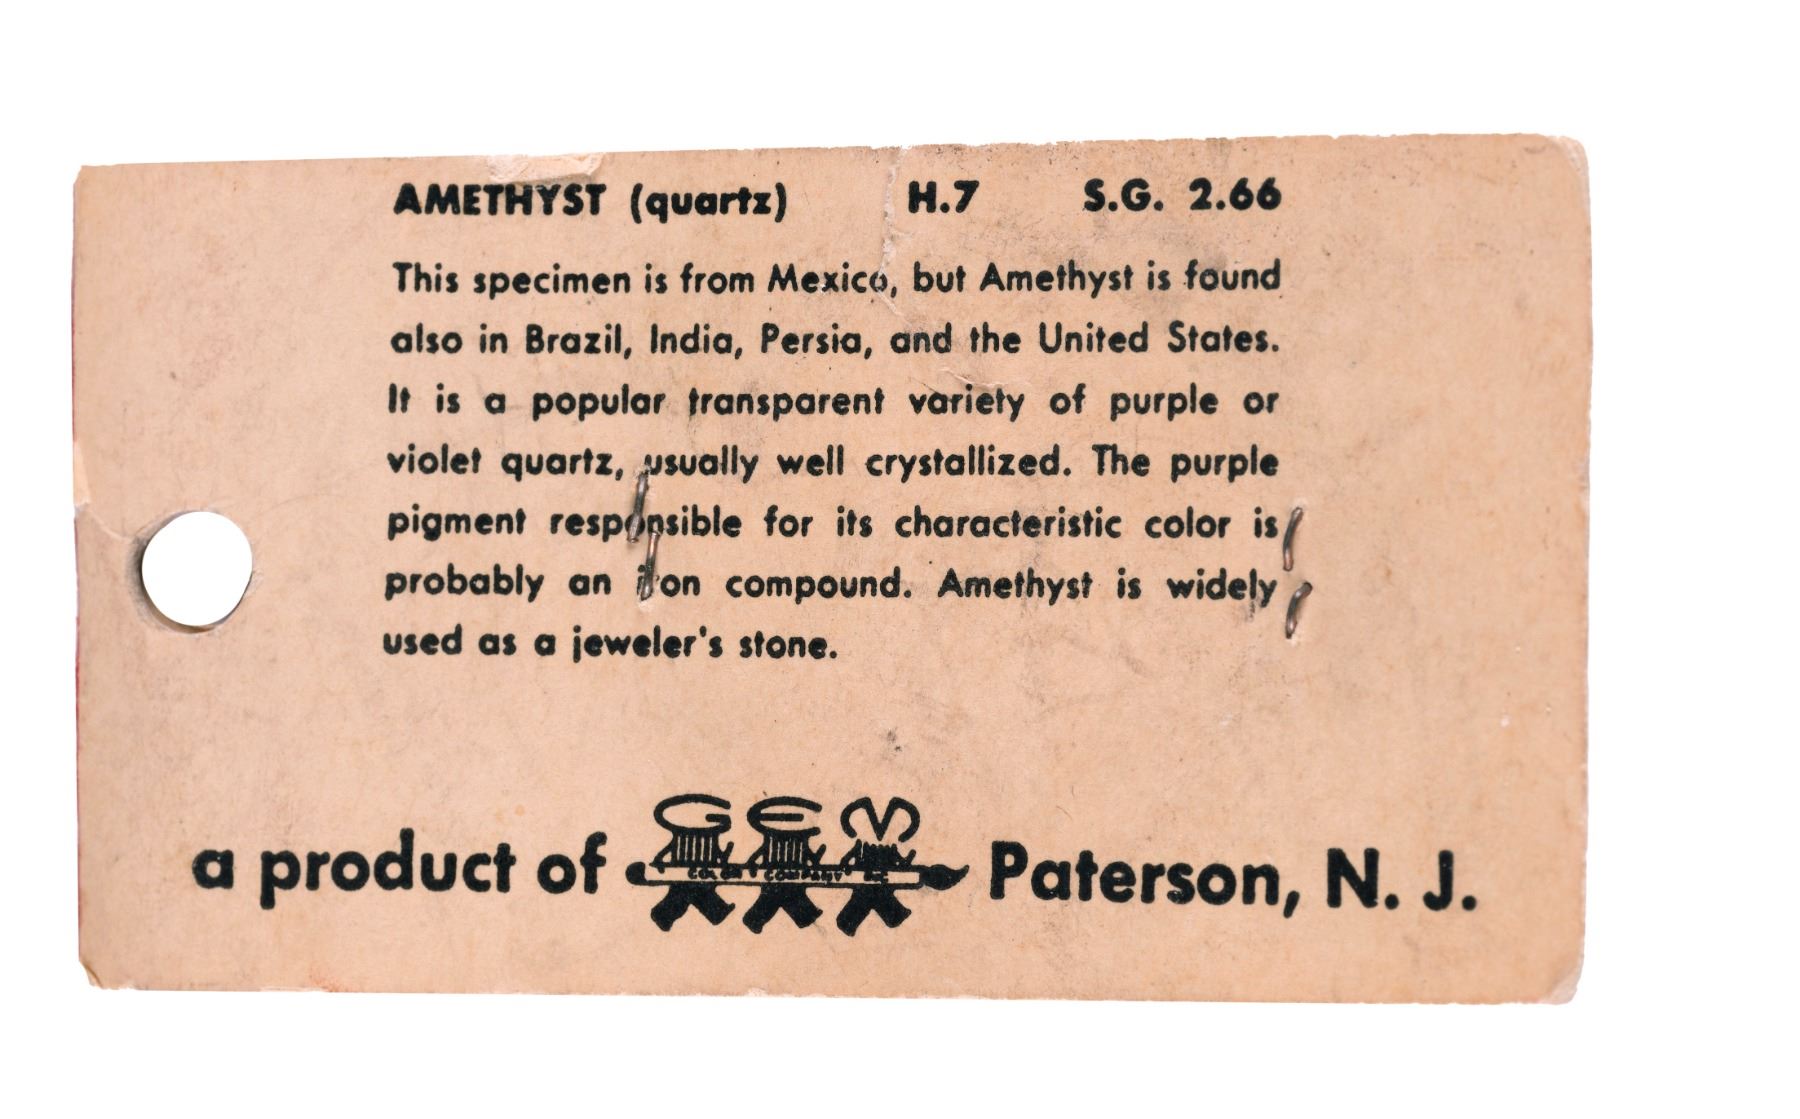 AMETHYST (quartz) H.7 S.G. 2.66
This specimen is from Mexico, but Amethyst is found
also in Brazil, India, Persia, and the United States.
It is a popular transparent variety of purple or
violet quartz, usually well crystallized. The purple
pigment responsible for its characteristic color is
probably an iron compound. Amethyst is widely
used as a jeweler's stone.
a product of GEM COLOR COMPANY INC Paterson, N. J.